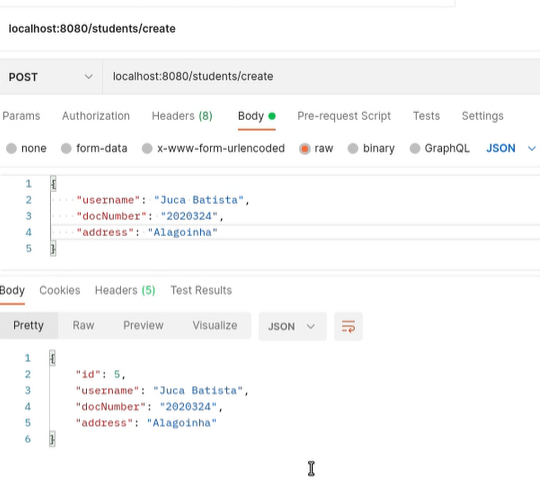 localhost:8080/students/create
POST localhost:8080/students/create
Params Authorization Headers (8) Body Pre-request Script Tests Settings
none form-data x-www-form-urlencoded raw binary GraphQL JSON
1 {
2 "username": "Juca Batista",
3 "docNumber": "2020324",
4 "address": "Alagoinha"
5 }
Body Cookies Headers (5) Test Results
Pretty Raw Preview Visualize JSON
1 {
2 "id": 5,
3 "username": "Juca Batista",
4 "docNumber": "2020324",
5 "address": "Alagoinha"
6 }